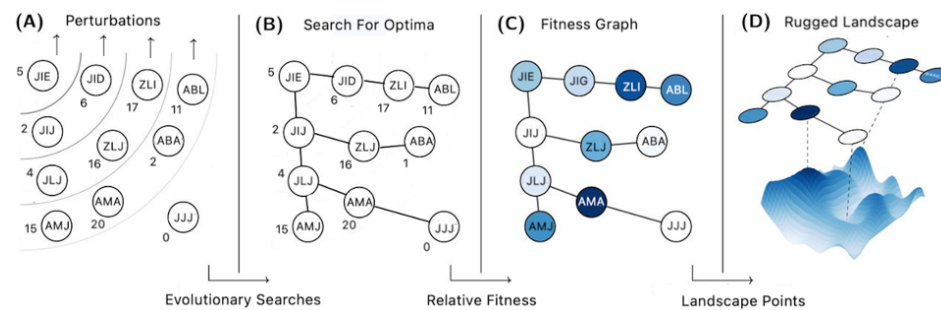 (A) Perturbations
5 JIE
JID
6
ZLI
17
ABL
11
2 JIJ
ZLJ
16
ABA
2
4 JLJ
AMA
20
15 AMJ
JJJ
0
Evolutionary Searches
(B) Search For Optima
5 JIE
JID
6
ZLI
17
ABL
11
2 JIJ
ZLJ
16
ABA
1
4 JLJ
AMA
20
15 AMJ
JJJ
0
Relative Fitness
(C) Fitness Graph
JIE
JIG
ZLI
ABL
JIJ
ZLJ
ABA
JLJ
AMA
AMJ
JJJ
Landscape Points
(D) Rugged Landscape